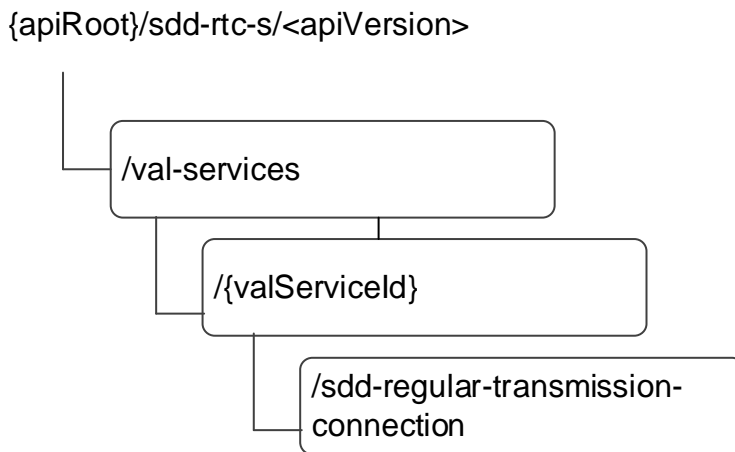 {apiRoot}/sdd-rtc-s/<apiVersion>
/val-services
/{valServiceId}
/sdd-regular-transmission-
connection